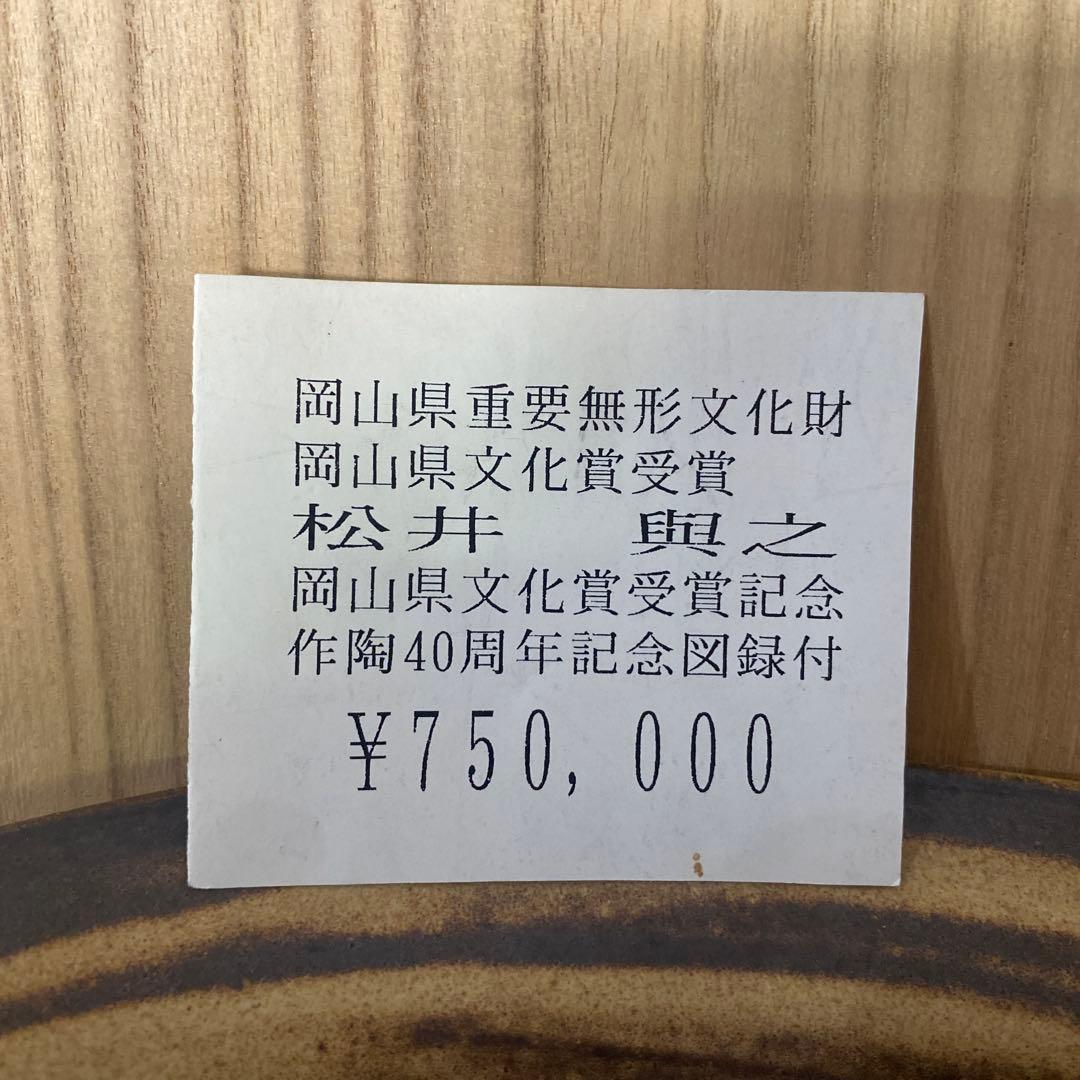 岡山県重要無形文化財
岡山県文化賞受賞
松井 與之
岡山県文化賞受賞記念
作陶40周年記念図録付
¥750,000